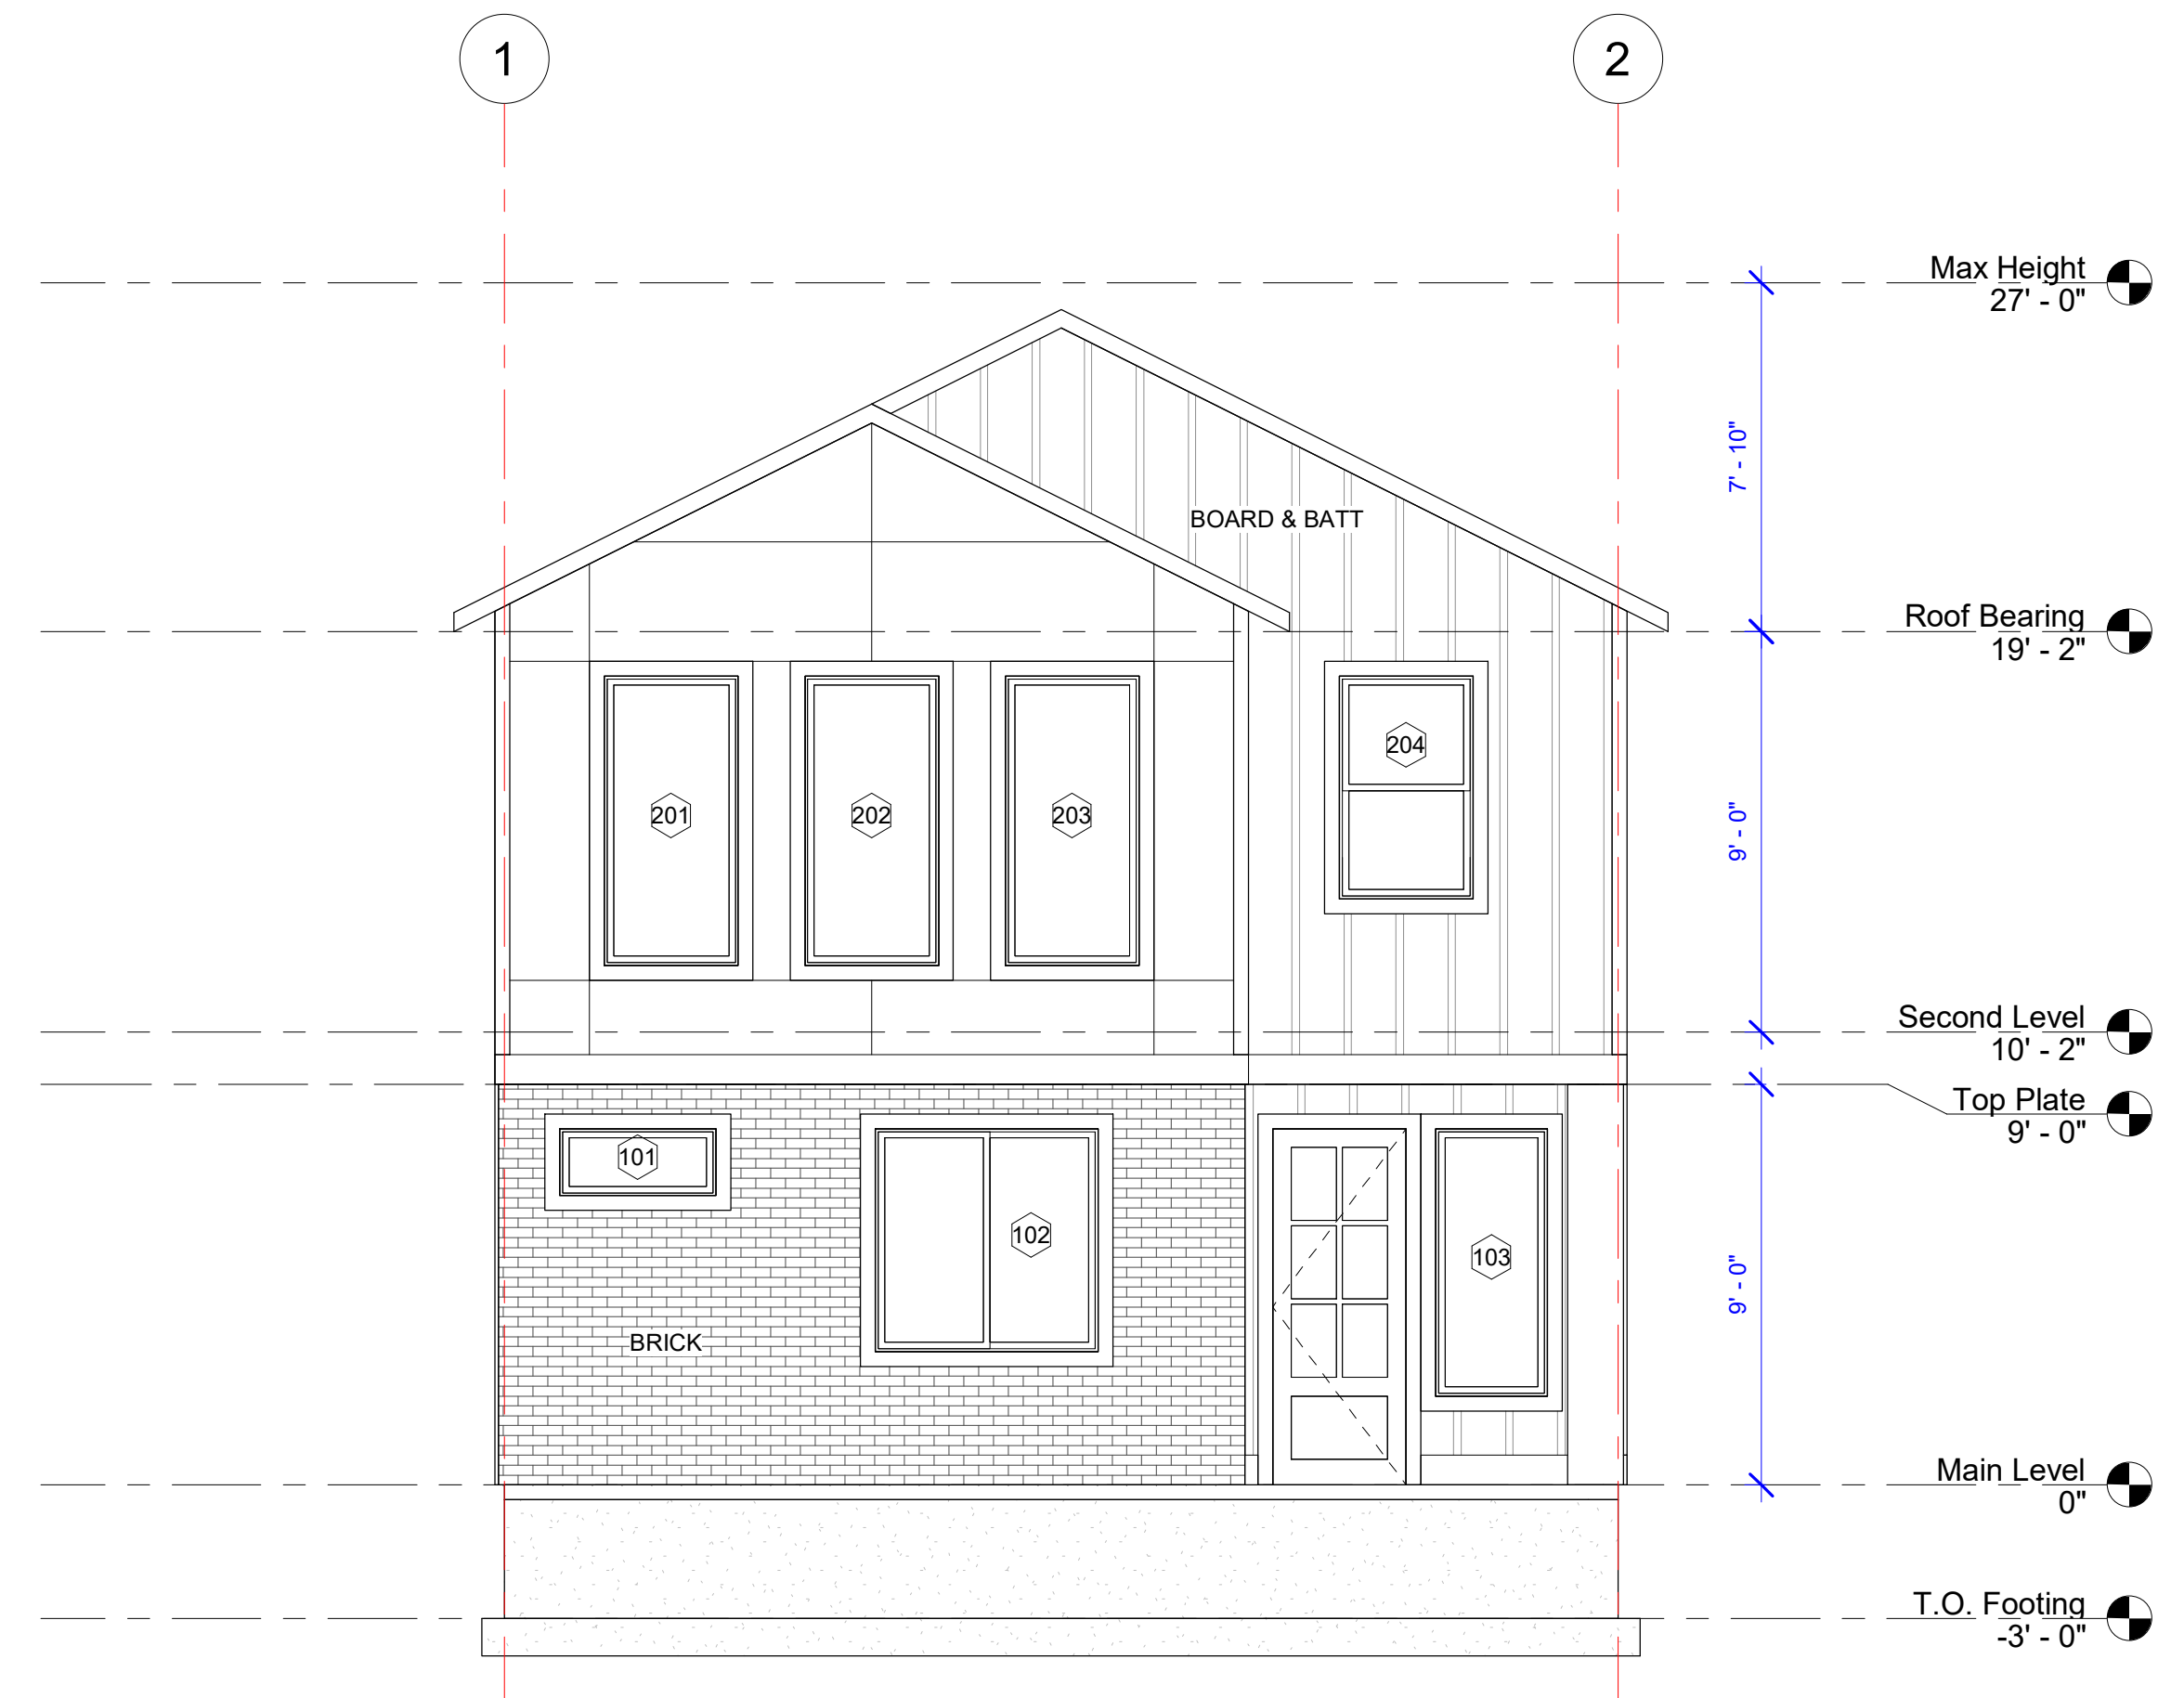 1
2
Max Height
27' - 0"
7' - 10"
BOARD & BATT
Roof Bearing
19' - 2"
204
201
202
203
9' - 0"
Second Level
10' - 2"
Top Plate
9' - 0"
101
102
103
9' - 0"
BRICK
Main Level
0"
T.O. Footing
-3' - 0"